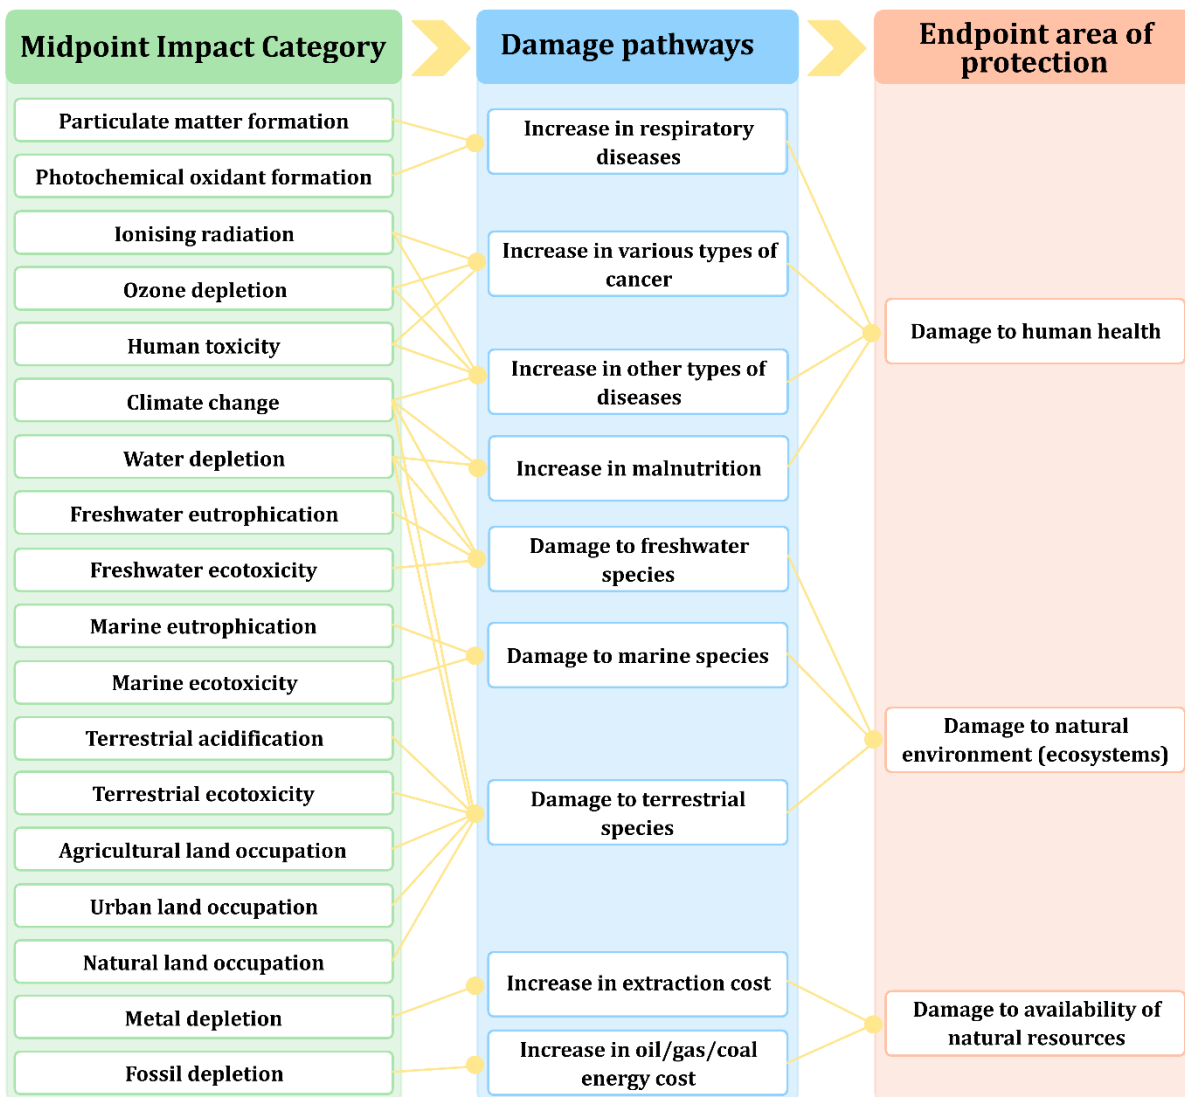 Midpoint Impact Category
Particulate matter formation
Photochemical oxidant formation
Ionising radiation
Ozone depletion
Human toxicity
Climate change
Water depletion
Freshwater eutrophication
Freshwater ecotoxicity
Marine eutrophication
Marine ecotoxicity
Terrestrial acidification
Terrestrial ecotoxicity
Agricultural land occupation
Urban land occupation
Natural land occupation
Metal depletion
Fossil depletion
Damage pathways
Increase in respiratory
diseases
Increase in various types of
cancer
Increase in other types of
diseases
Increase in malnutrition
Damage to freshwater
species
Damage to marine species
Damage to terrestrial
species
Increase in extraction cost
Increase in oil/gas/coal
energy cost
Endpoint area of
protection
Damage to human health
Damage to natural
environment (ecosystems)
Damage to availability of
natural resources